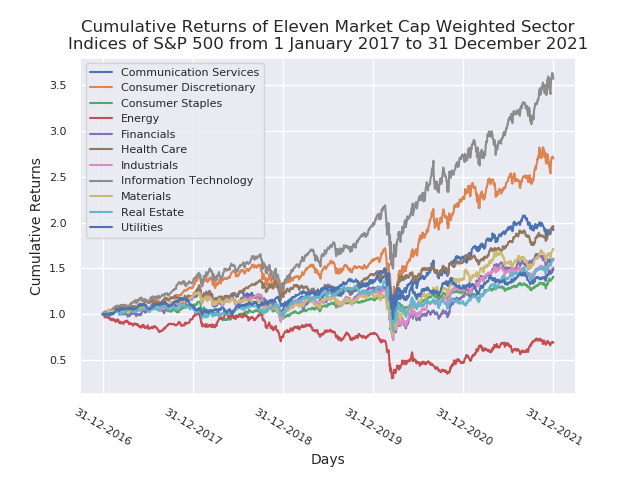 Cumulative Returns of Eleven Market Cap Weighted Sector
Indices of S&P 500 from 1 January 2017 to 31 December 2021
Communication Services
Consumer Discretionary
Consumer Staples
Energy
Financials
Health Care
Industrials
Information Technology
Materials
Real Estate
Utilities
Cumulative Returns
3.5
3.0
2.5
2.0
1.5
1.0
0.5
31-12-2016
31-12-2017
31-12-2018
31-12-2019
31-12-2020
31-12-2021
Days